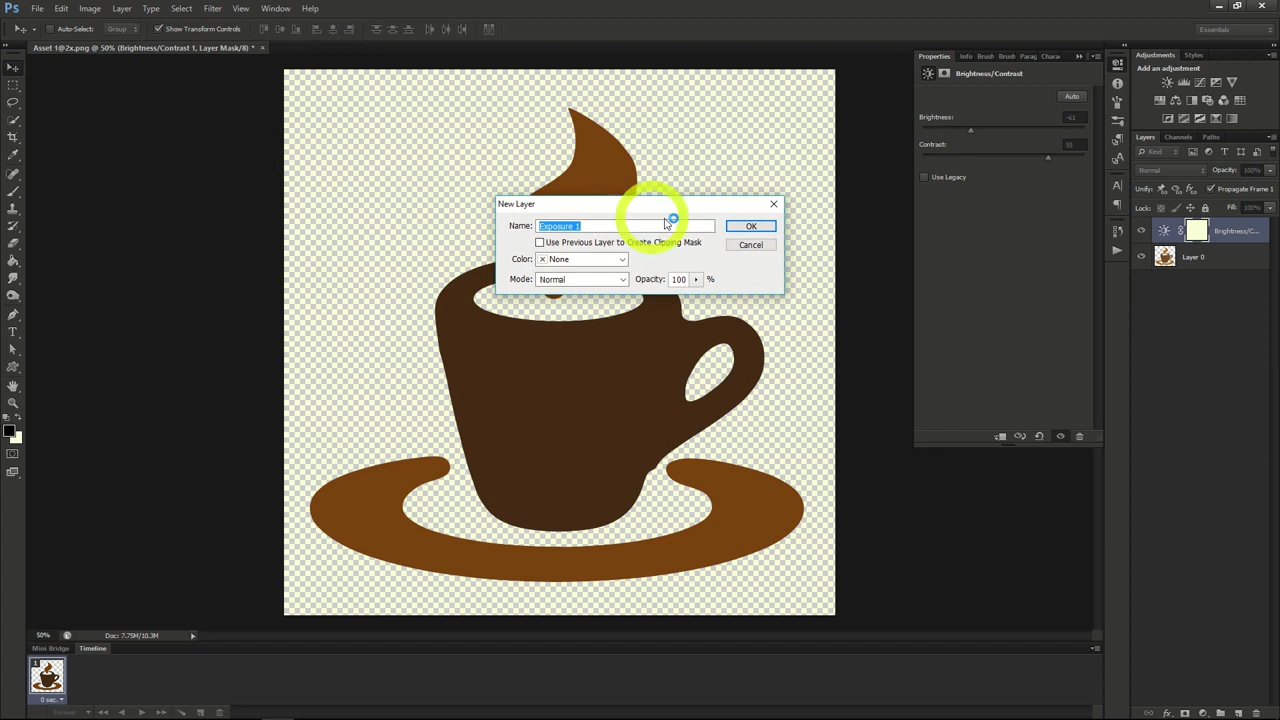 Ps File Edit Image Layer Type Select Filter View Window Help
Auto-Select: Group Show Transform Controls Essentials
Asset 1@2x.png @ 50% (Brightness/Contrast 1, Layer Mask/8) * ×
Properties Info Brush Brush Parag Chara
Brightness/Contrast
Auto
Brightness: -61
Contrast: 55
Use Legacy
Adjustments Styles
Add an adjustment
Layers Channels Paths
Kind
Normal Opacity: 100%
Unify: Propagate Frame 1
Lock: Fill: 100%
Brightness/C...
Layer 0
New Layer
Name: Exposure 1 OK
Use Previous Layer to Create Clipping Mask Cancel
Color: None
Mode: Normal Opacity: 100 %
50% Doc: 7.75M/10.3M
Mini Bridge Timeline
1
0 sec.
Forever